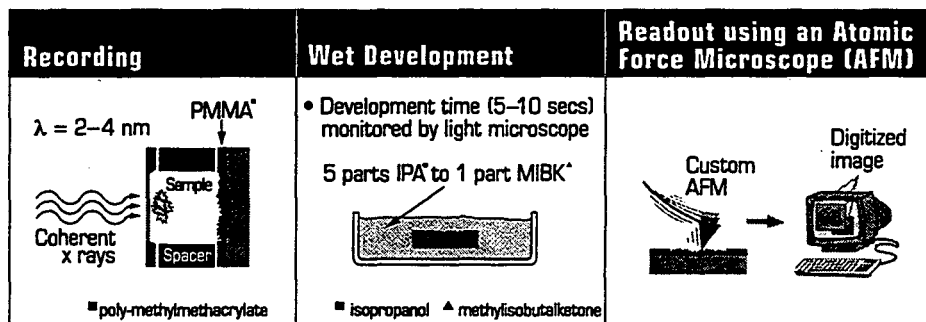 Recording
λ = 2–4 nm
PMMA■
Sample
Coherent
x rays
Spacer
■ poly-methylmethacrylate
Wet Development
• Development time (5–10 secs)
monitored by light microscope
5 parts IPA■ to 1 part MIBK▲
■ isopropanol ▲ methylisobutalketone
Readout using an Atomic
Force Microscope (AFM)
Custom
AFM
Digitized
image